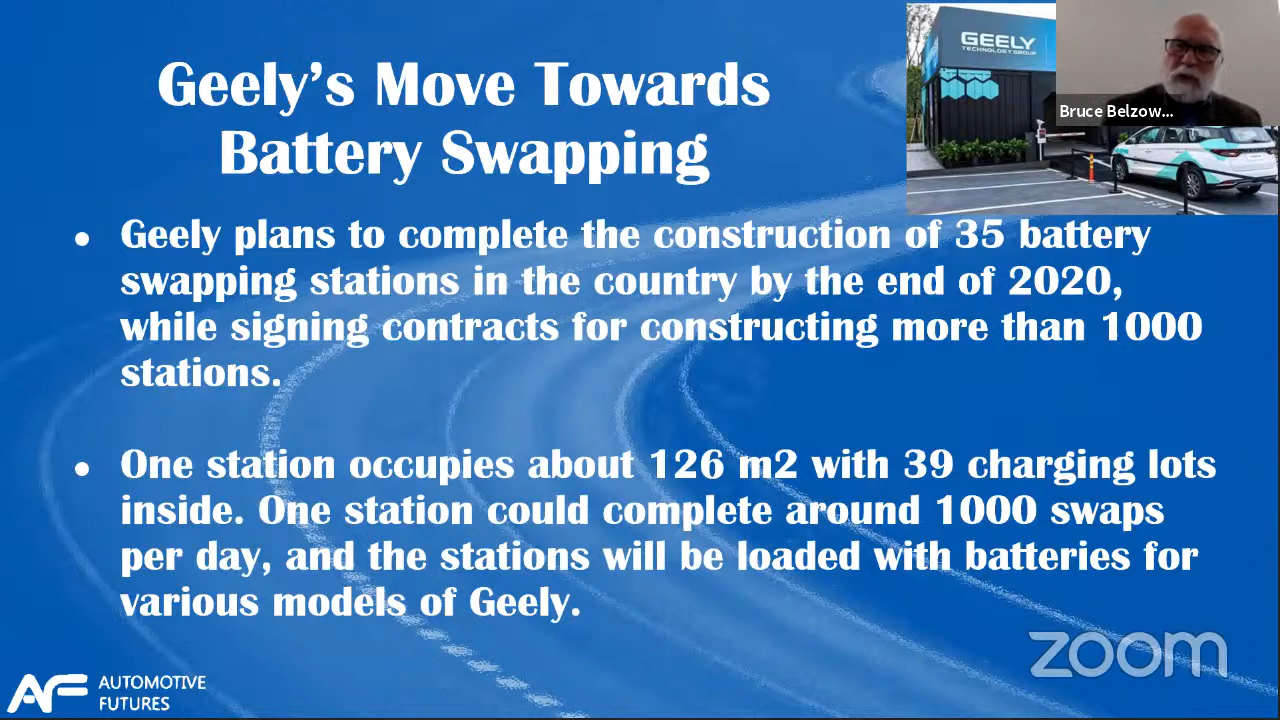 Geely's Move Towards
Battery Swapping
GEELY
TECHNOLOGY GROUP
Bruce Belzow...
• Geely plans to complete the construction of 35 battery
swapping stations in the country by the end of 2020,
while signing contracts for constructing more than 1000
stations.
• One station occupies about 126 m2 with 39 charging lots
inside. One station could complete around 1000 swaps
per day, and the stations will be loaded with batteries for
various models of Geely.
zoom
AF AUTOMOTIVE
FUTURES